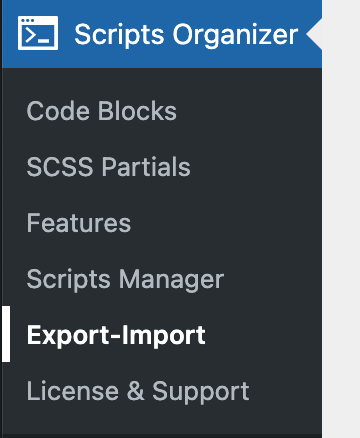 Scripts Organizer
Code Blocks
SCSS Partials
Features
Scripts Manager
Export-Import
License & Support